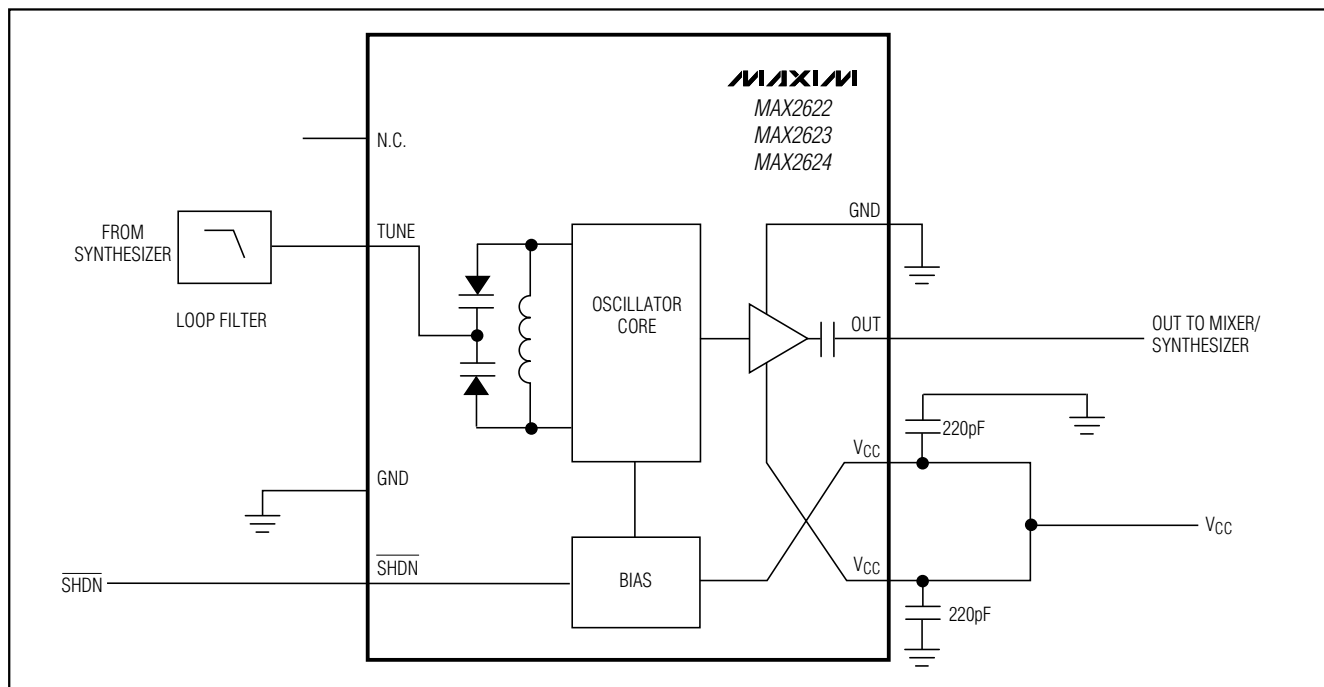 MAXIM
MAX2622
MAX2623
MAX2624
N.C.
FROM
SYNTHESIZER
LOOP FILTER
TUNE
OSCILLATOR
CORE
GND
OUT
OUT TO MIXER/
SYNTHESIZER
220pF
VCC
GND
VCC
VCC
SHDN
SHDN
BIAS
220pF